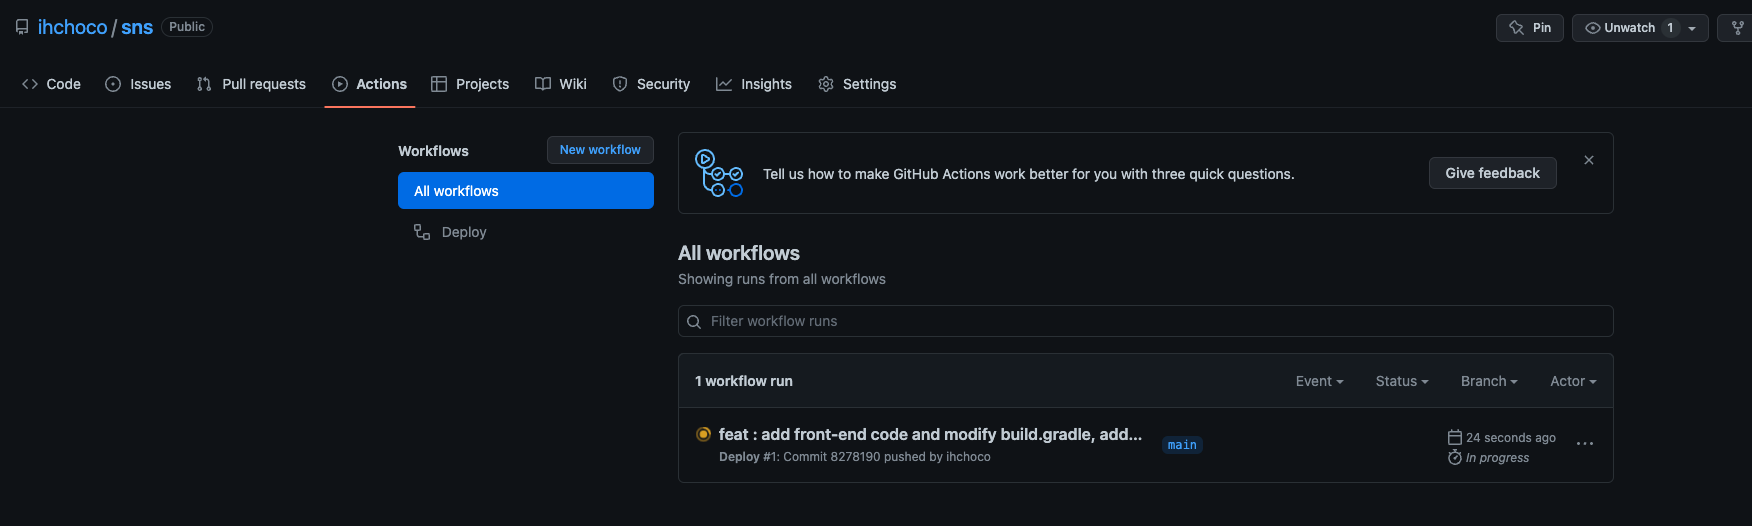 ihchoco / sns Public
Pin Unwatch 1
Code Issues Pull requests Actions Projects Wiki Security Insights Settings
Workflows New workflow
All workflows
Deploy
Tell us how to make GitHub Actions work better for you with three quick questions. Give feedback
All workflows
Showing runs from all workflows
Filter workflow runs
1 workflow run Event Status Branch Actor
feat : add front-end code and modify build.gradle, add... main 24 seconds ago
Deploy #1: Commit 8278190 pushed by ihchoco In progress